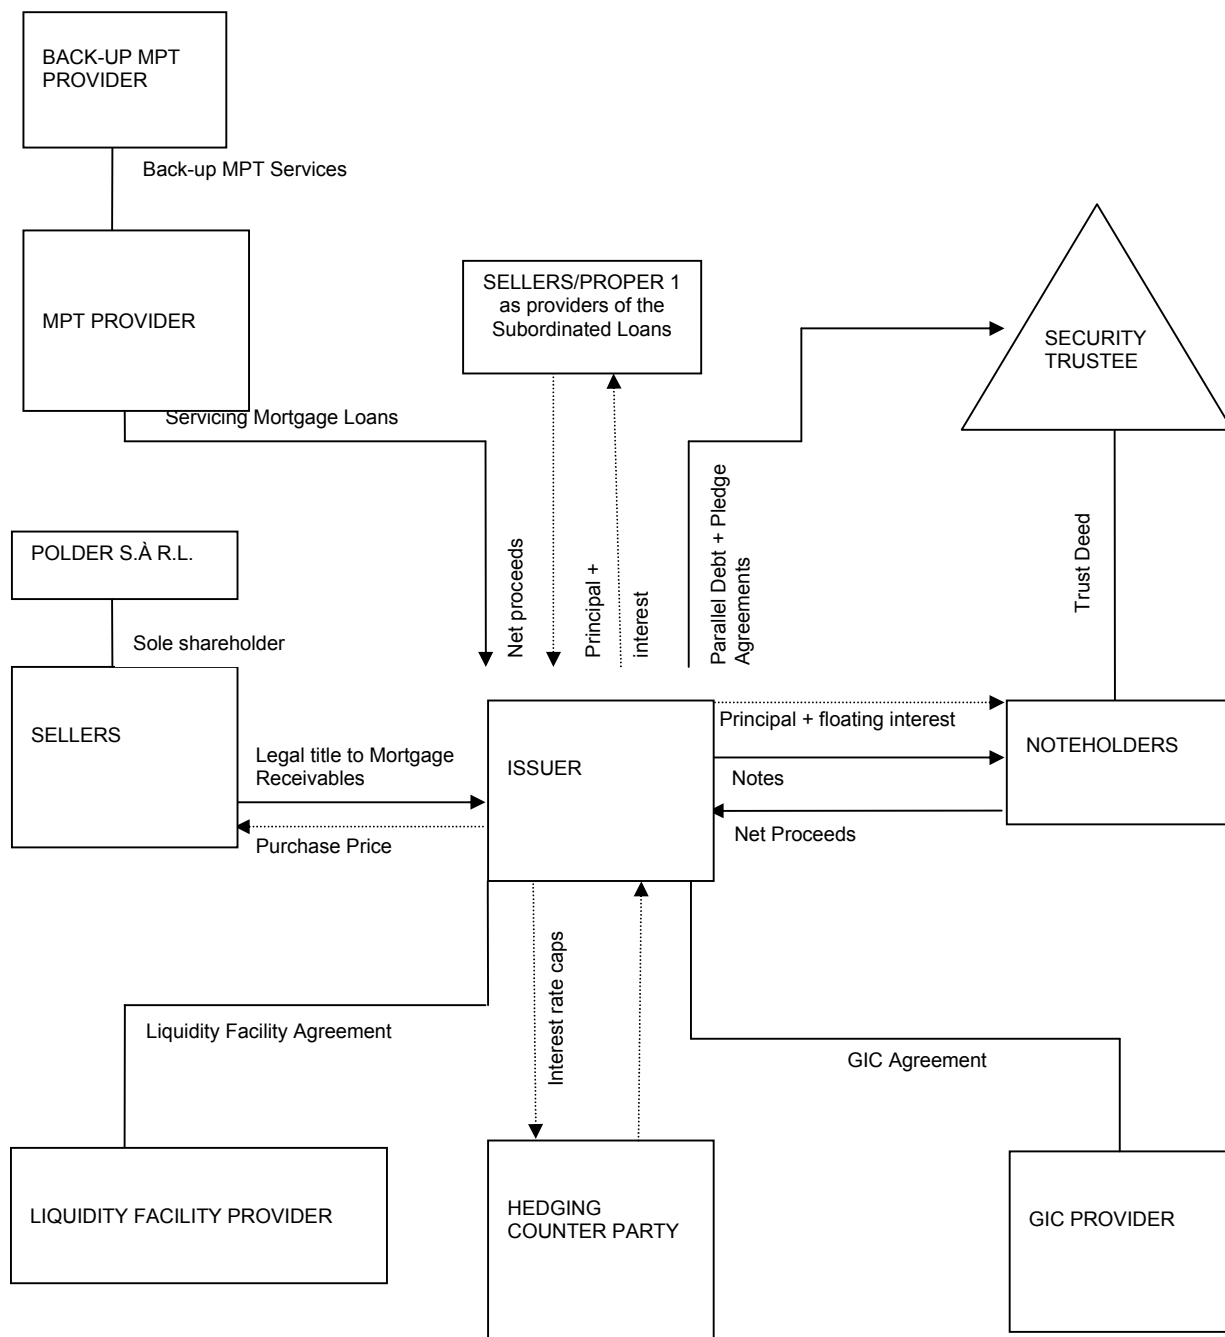 BACK-UP MPT
PROVIDER
Back-up MPT Services
MPT PROVIDER
Servicing Mortgage Loans
SELLERS/PROPER 1
as providers of the
Subordinated Loans
SECURITY
TRUSTEE
Net proceeds
Principal +
interest
Parallel Debt + Pledge
Agreements
Trust Deed
POLDER S.À R.L.
Sole shareholder
SELLERS
Legal title to Mortgage
Receivables
Purchase Price
ISSUER
Principal + floating interest
Notes
Net Proceeds
NOTEHOLDERS
Liquidity Facility Agreement
Interest rate caps
GIC Agreement
LIQUIDITY FACILITY PROVIDER
HEDGING
COUNTER PARTY
GIC PROVIDER